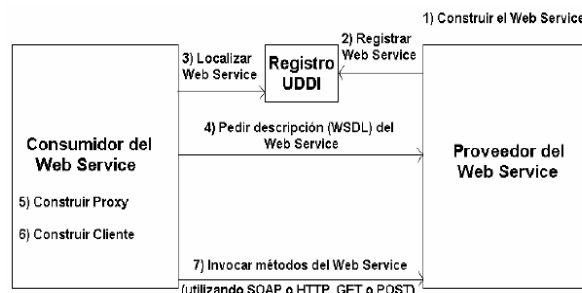 1) Construir el Web Service
2) Registrar
Web Service
3) Localizar
Web Service
Registro
UDDI
4) Pedir descripción (WSDL) del
Web Service
Consumidor del
Web Service
Proveedor del
Web Service
5) Construir Proxy
6) Construir Cliente
7) Invocar métodos del Web Service
(utilizando SOAP o HTTP GET o POST)